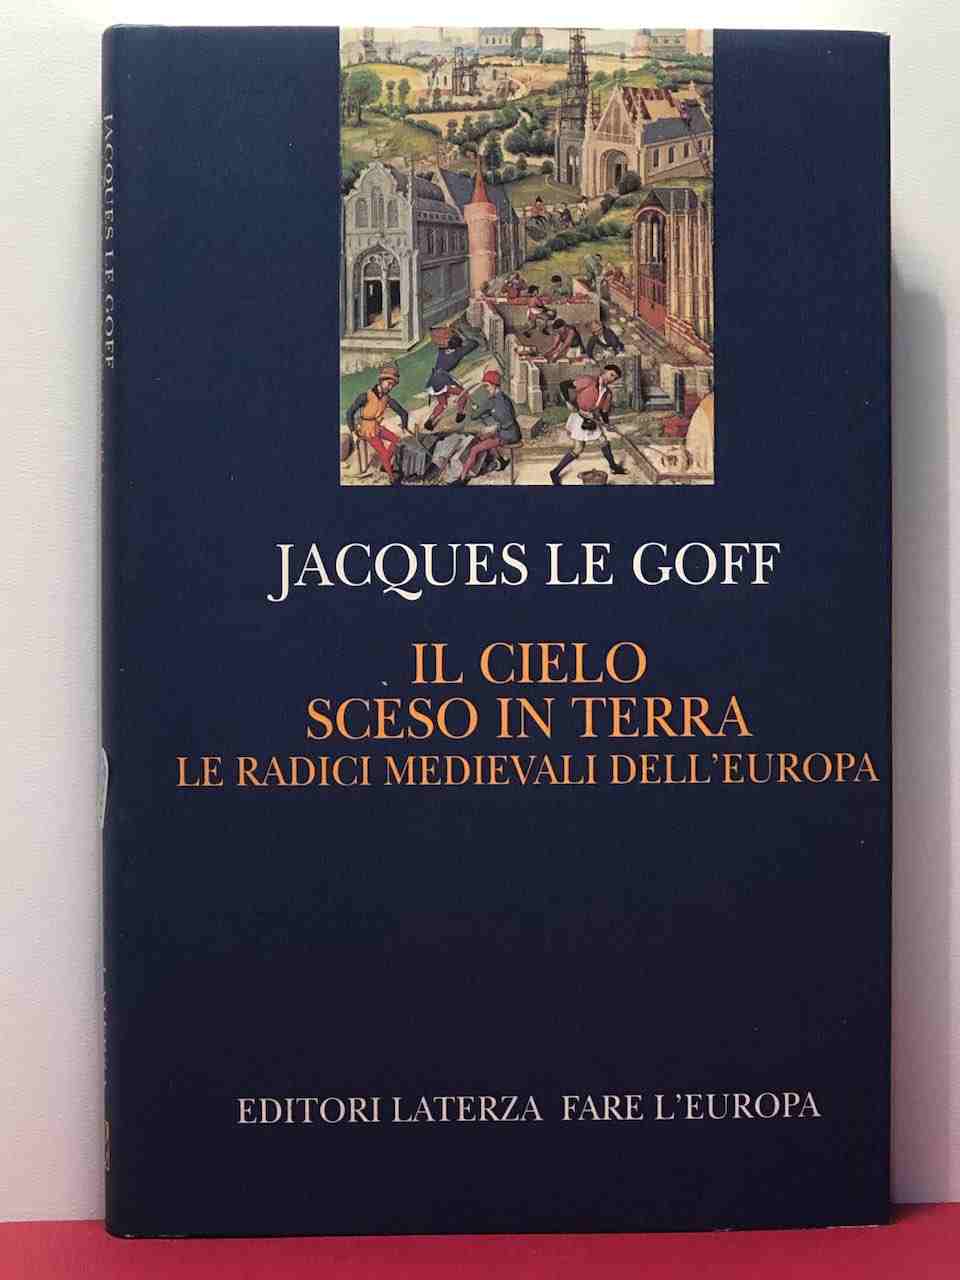 JACQUES LE GOFF
JACQUES LE GOFF
IL CIELO
SCESO IN TERRA
LE RADICI MEDIEVALI DELL'EUROPA
EDITORI LATERZA FARE L'EUROPA